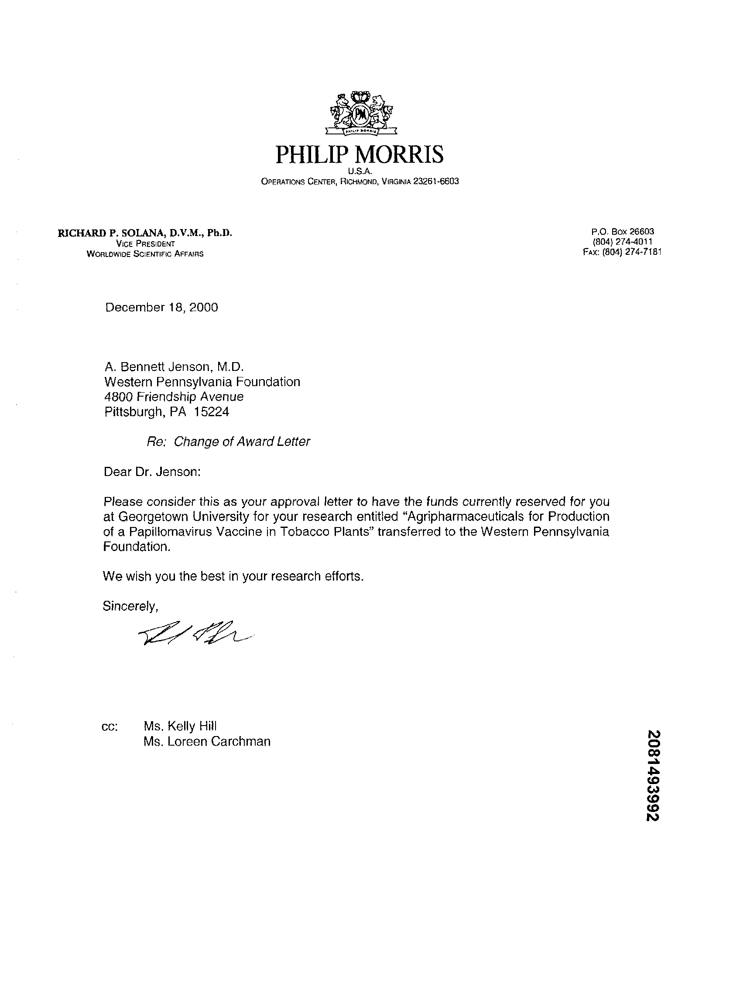 PHILIP MORRIS
PHILIP MORRIS
U.S.A.
OPERATIONS CENTER, RICHMOND, VIRGINIA 23261-6603
RICHARD P. SOLANA, D.V.M., Ph.D.
VICE PRESIDENT
WORLDWIDE SCIENTIFIC AFFAIRS
P.O. Box 26603
(804) 274-4011
FAX: (804) 274-7181
December 18, 2000
A. Bennett Jenson, M.D.
Western Pennsylvania Foundation
4800 Friendship Avenue
Pittsburgh, PA 15224
Re: Change of Award Letter
Dear Dr. Jenson:
Please consider this as your approval letter to have the funds currently reserved for you
at Georgetown University for your research entitled “Agripharmaceuticals for Production
of a Papillomavirus Vaccine in Tobacco Plants” transferred to the Western Pennsylvania
Foundation.
We wish you the best in your research efforts.
Sincerely,
cc: Ms. Kelly Hill
Ms. Loreen Carchman
2081493992